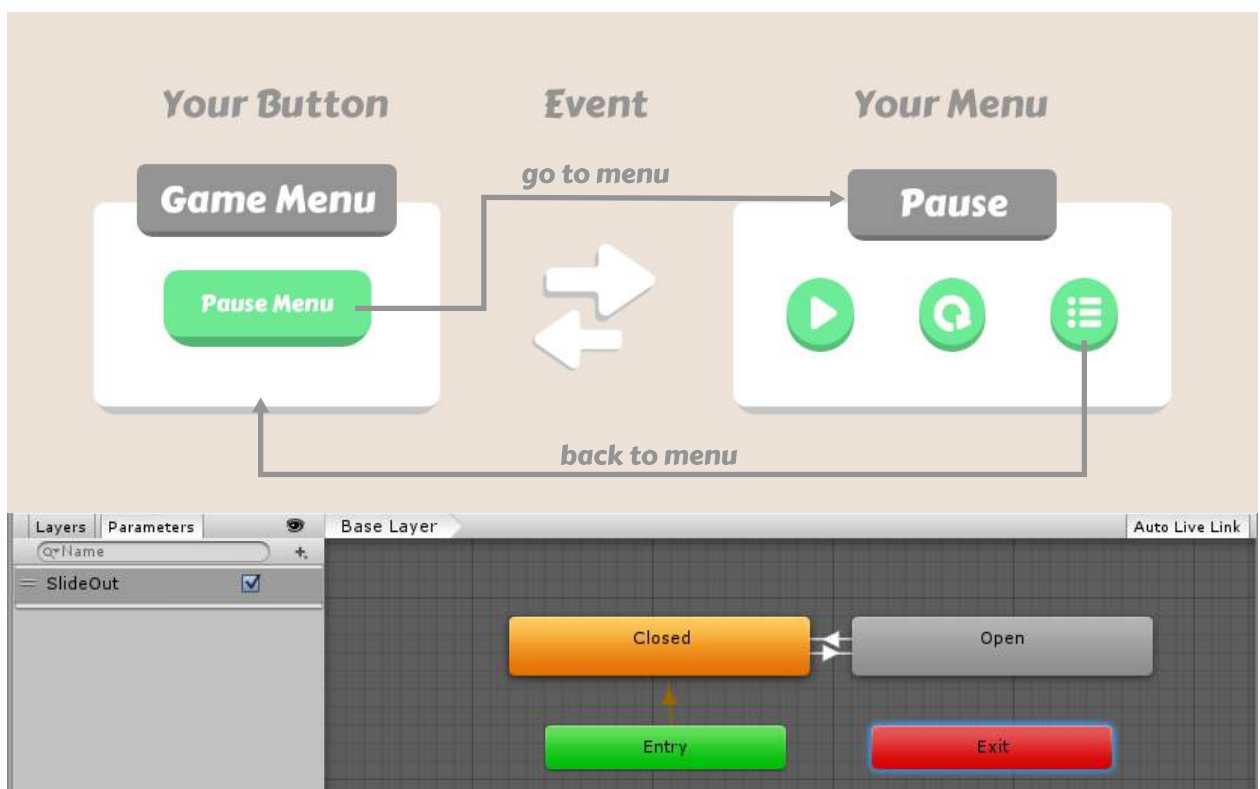 Your Button Event Your Menu
go to menu
Game Menu Pause
Pause Menu
back to menu
Layers Parameters Base Layer Auto Live Link
Name
SlideOut
Closed Open
Entry Exit